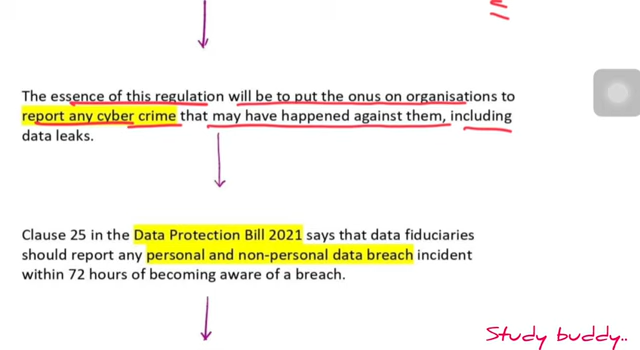 The essence of this regulation will be to put the onus on organisations to
report any cyber crime that may have happened against them, including
data leaks.
Clause 25 in the Data Protection Bill 2021 says that data fiduciaries
should report any personal and non-personal data breach incident
within 72 hours of becoming aware of a breach.
Study buddy..